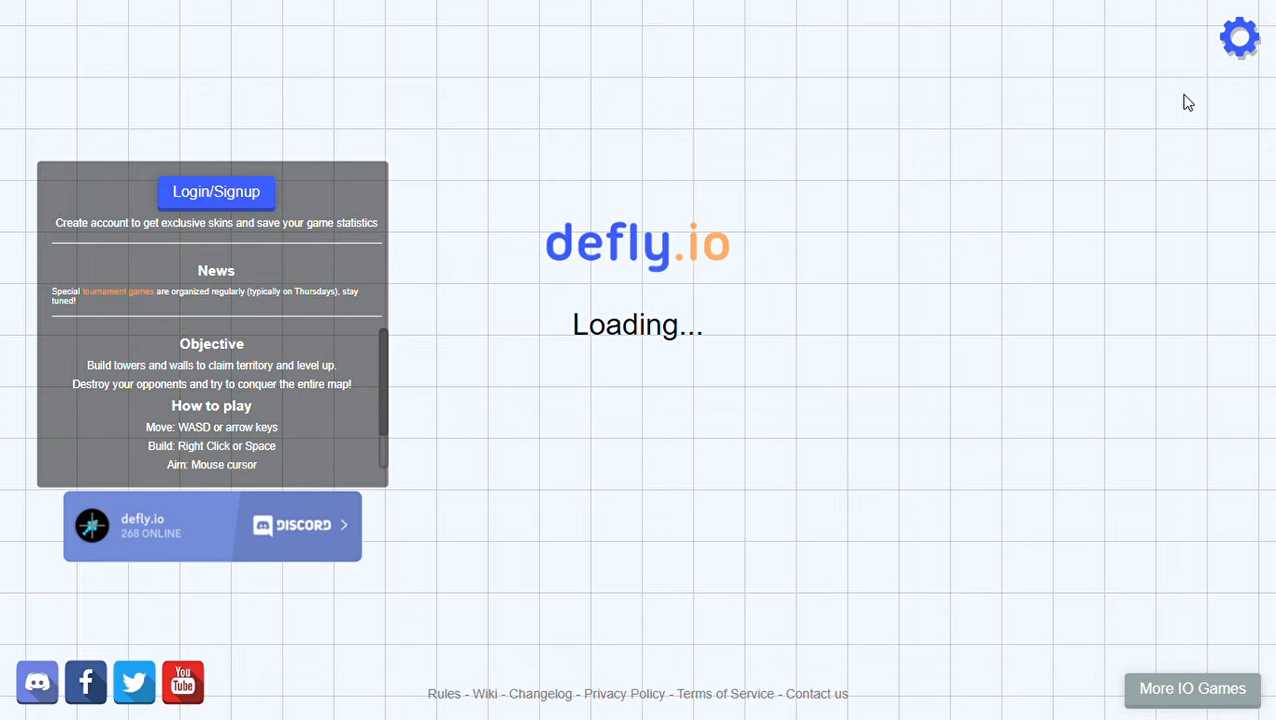 Login/Signup
Create account to get exclusive skins and save your game statistics
News
Special tournament games are organized regularly (typically on Thursdays), stay
tuned!
Objective
Build towers and walls to claim territory and level up.
Destroy your opponents and try to conquer the entire map!
How to play
Move: WASD or arrow keys
Build: Right Click or Space
Aim: Mouse cursor
defly.io
268 ONLINE
DISCORD
defly.io
Loading...
You
Tube
Rules - Wiki - Changelog - Privacy Policy - Terms of Service - Contact us
More IO Games